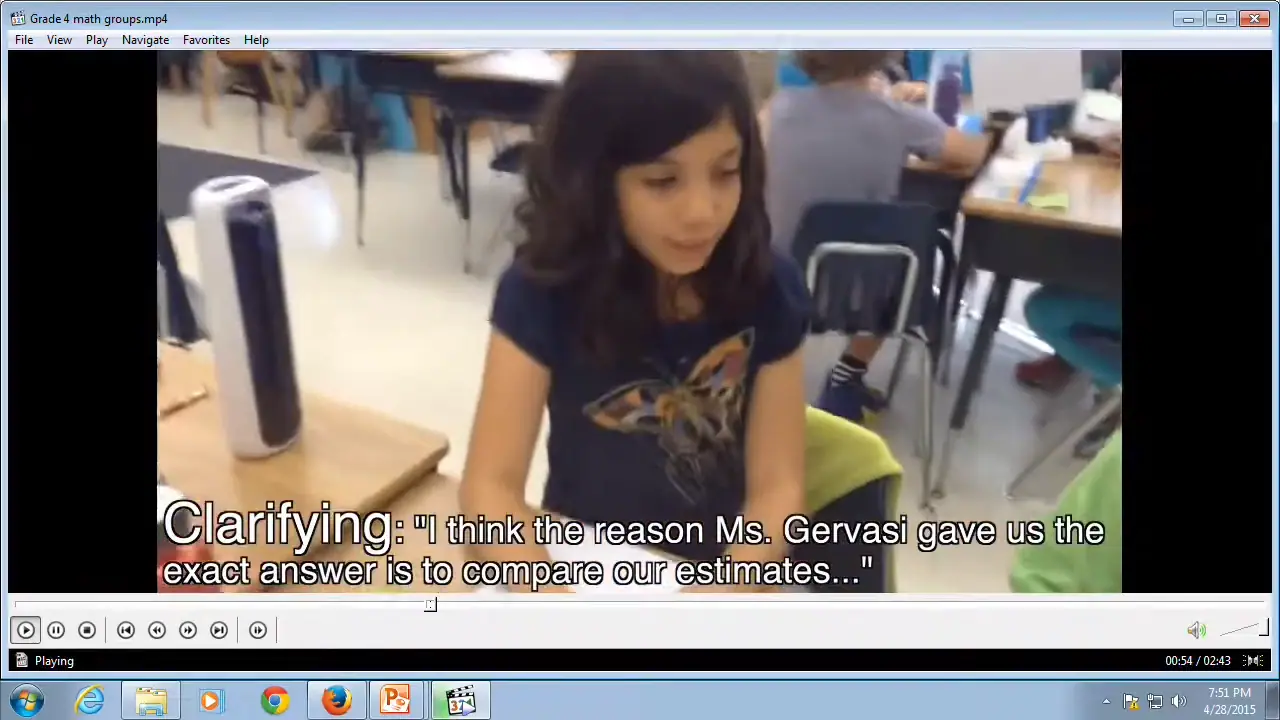 Grade 4 math groups.mp4
File View Play Navigate Favorites Help
Clarifying: "I think the reason Ms. Gervasi gave us the
exact answer is to compare our estimates..."
Playing
00:54 / 02:43
7:51 PM
4/28/2015